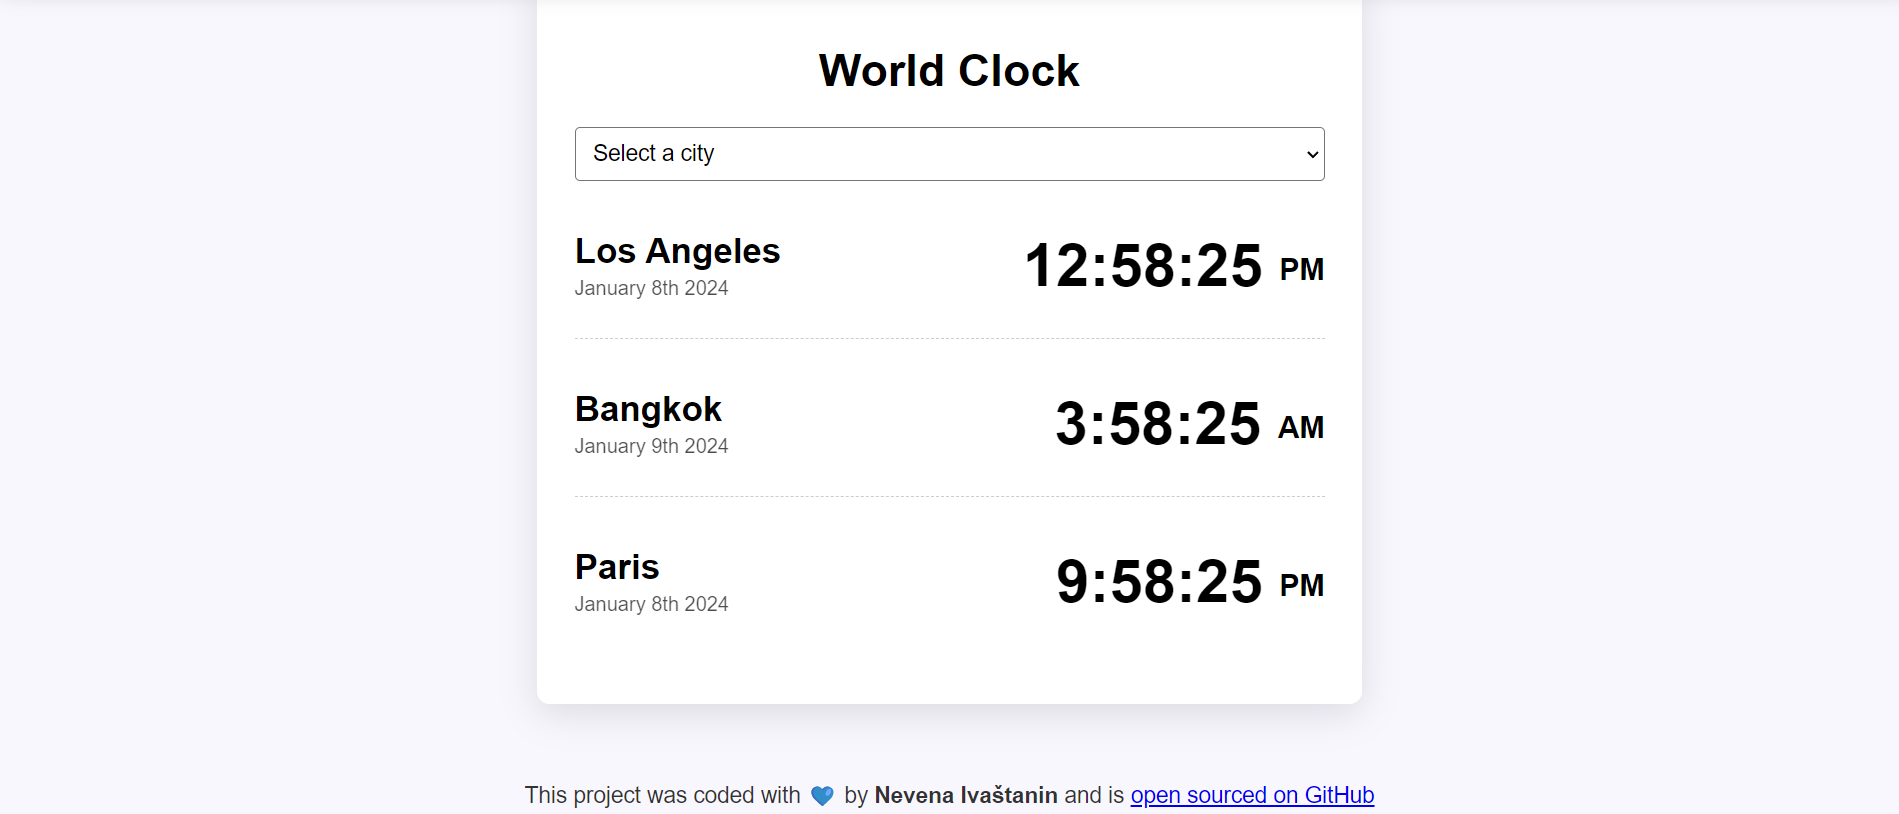 World Clock
Select a city
Los Angeles
January 8th 2024
12:58:25 PM
Bangkok
January 9th 2024
3:58:25 AM
Paris
January 8th 2024
9:58:25 PM
This project was coded with 💙 by Nevena Ivaštanin and is open sourced on GitHub